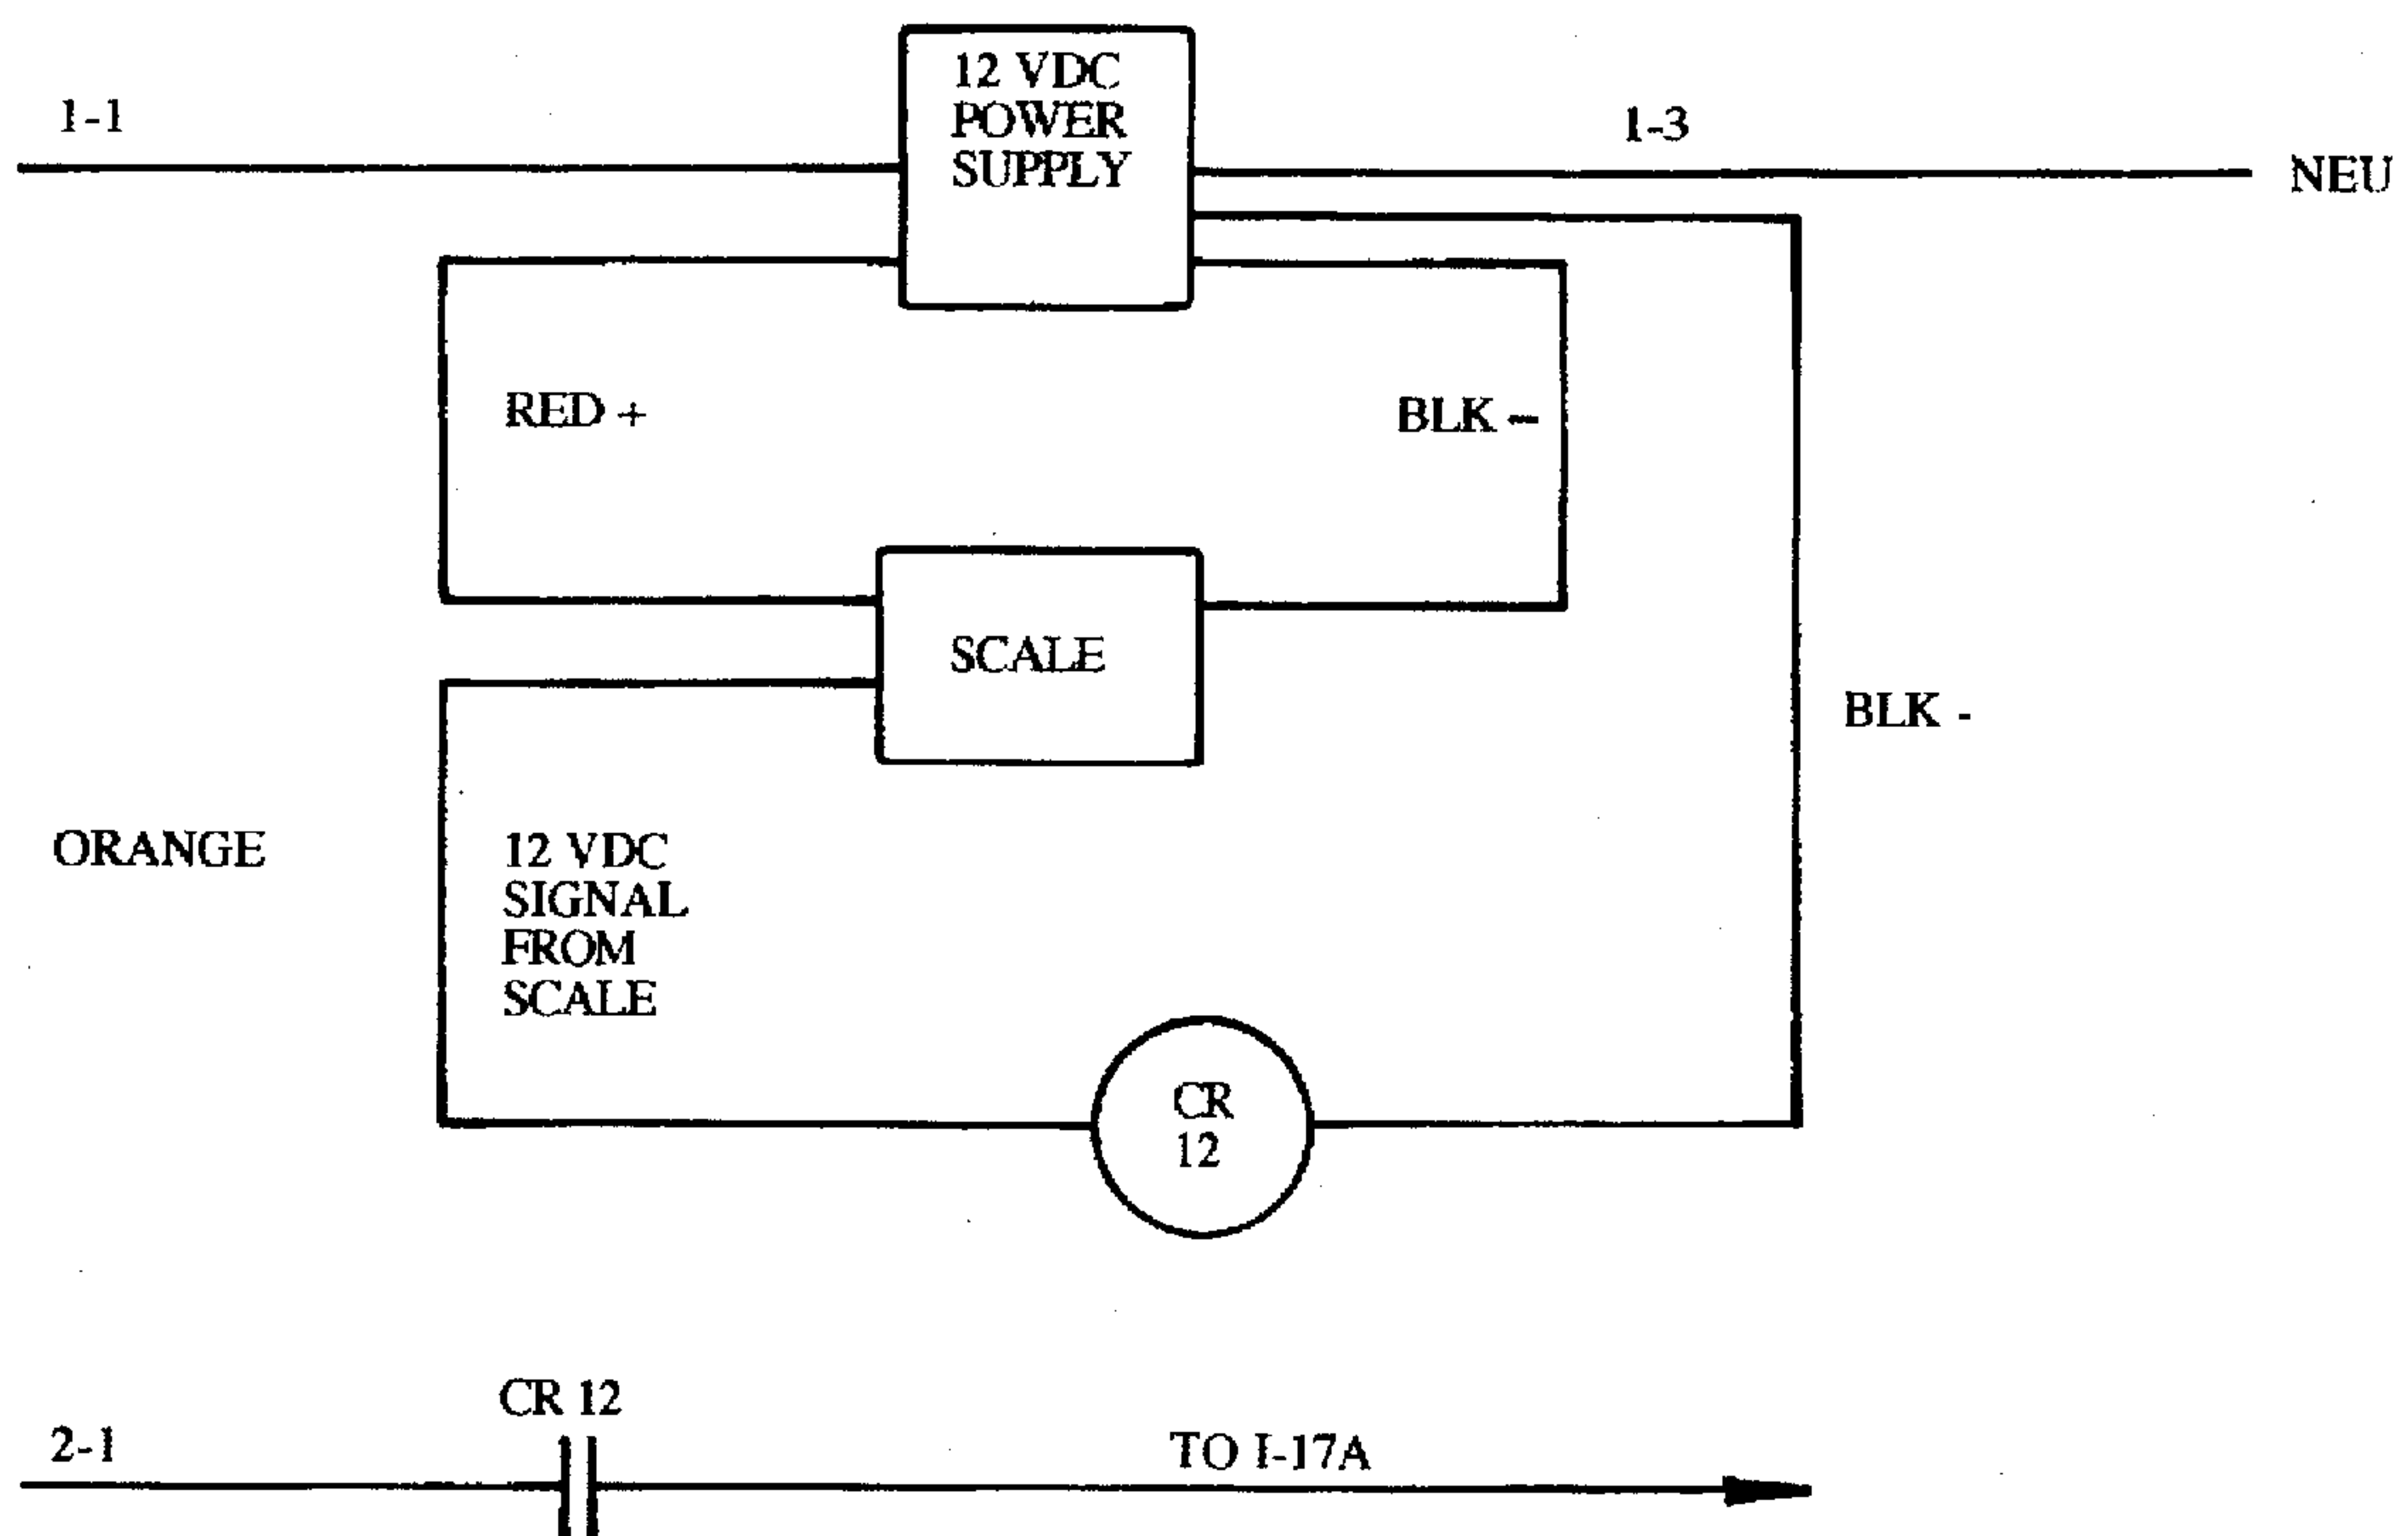 12 VDC
POWER
SUPPLY
1-1
1-3
NEU
RED +
BLK -
SCALE
BLK -
ORANGE
12 VDC
SIGNAL
FROM
SCALE
CR
12
CR 12
2-1
TO I-17A